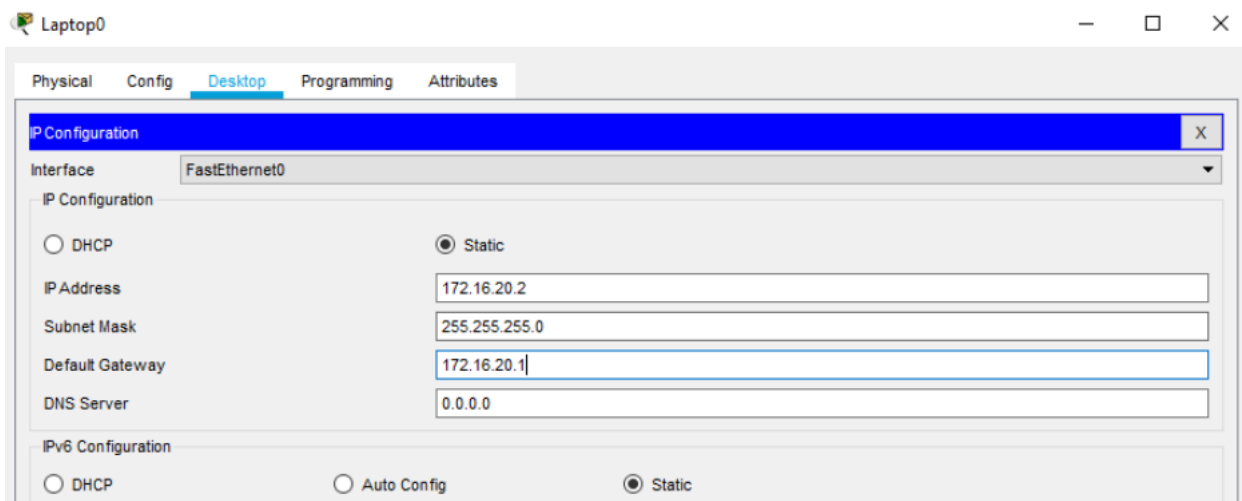 Laptop0
Physical Config Desktop Programming Attributes
IP Configuration X
Interface FastEthernet0
IP Configuration
DHCP Static
IP Address 172.16.20.2
Subnet Mask 255.255.255.0
Default Gateway 172.16.20.1
DNS Server 0.0.0.0
IPv6 Configuration
DHCP Auto Config Static